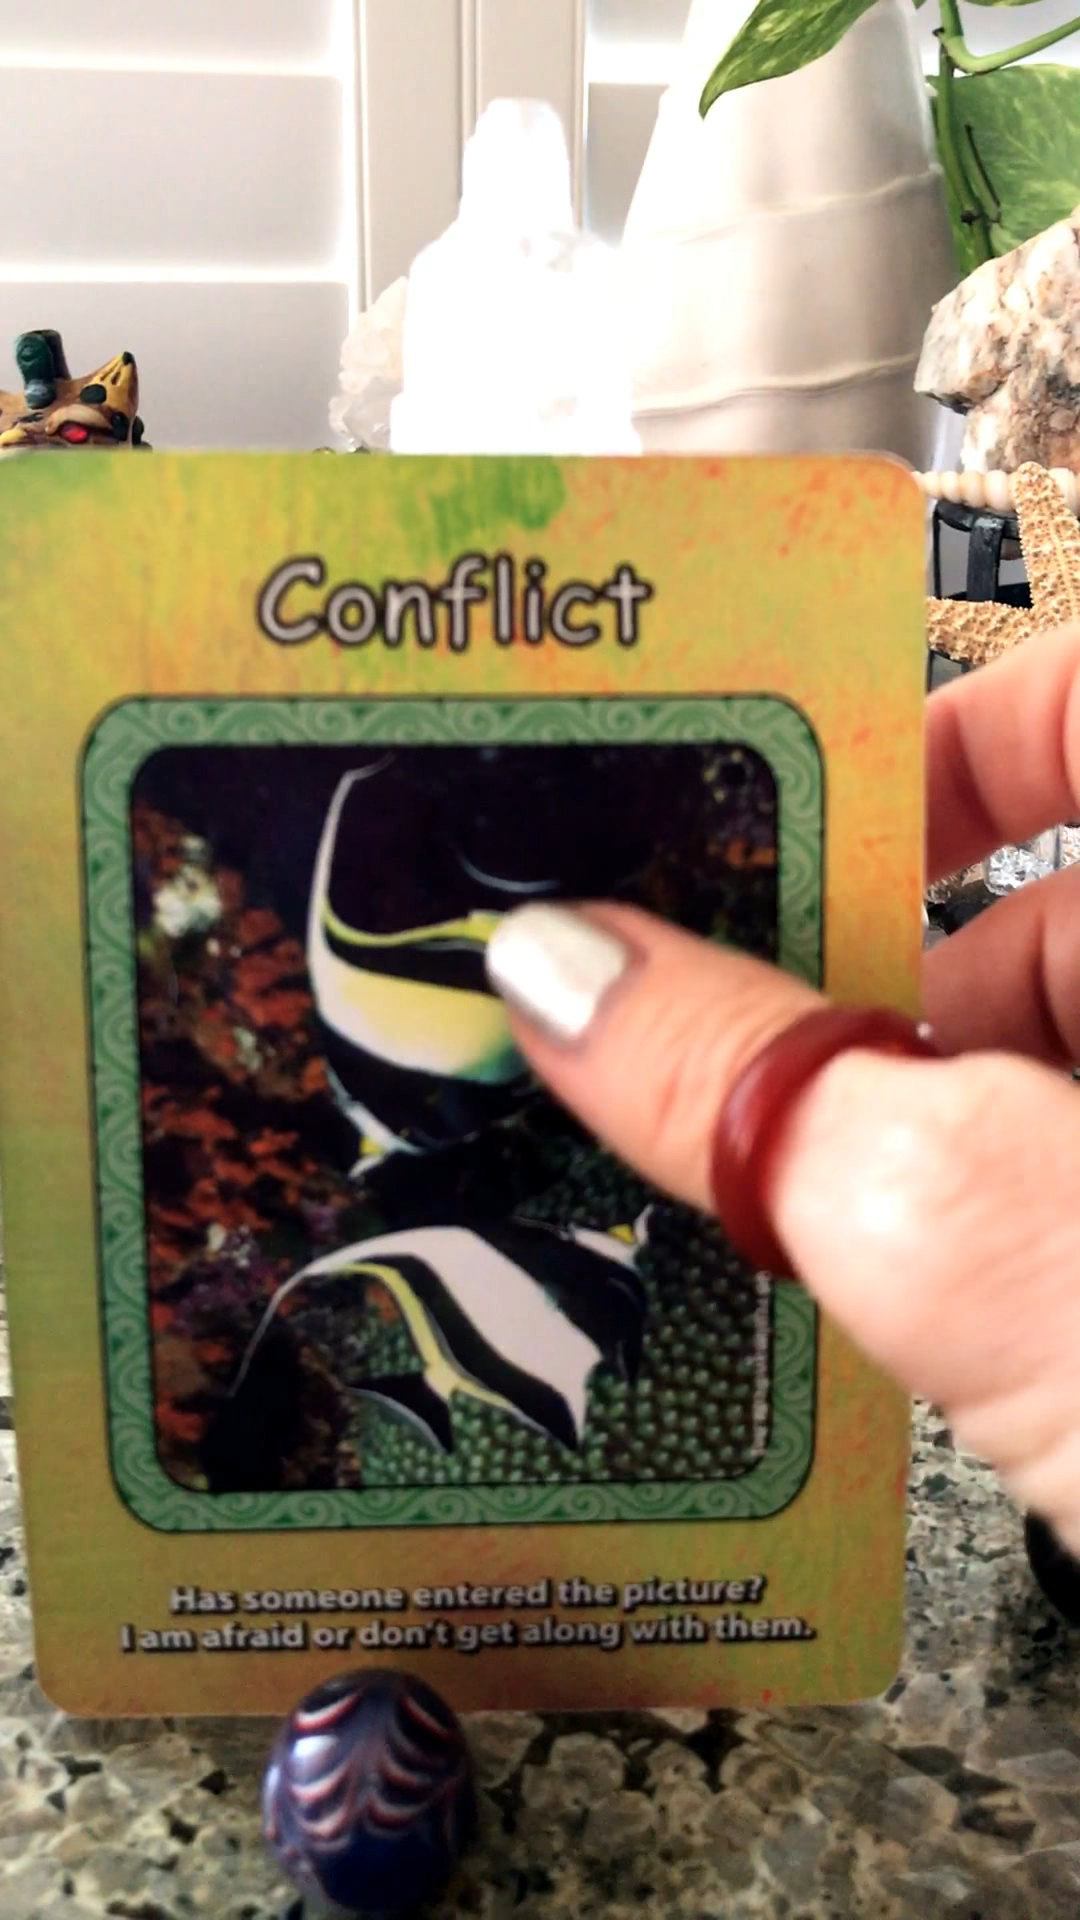 Conflict
Has someone entered the picture?
I am afraid or don't get along with them.